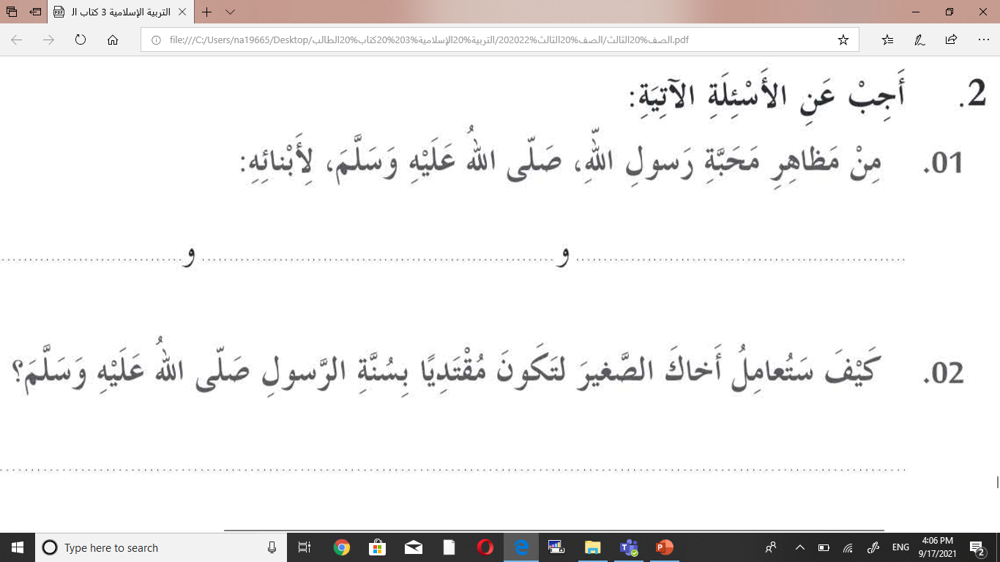 التربية الإسلامية 3 كتاب ال
file:///C:/Users/na19665/Desktop/الصف%20الثالث/الصف%20الثالث%202022/التربية%20الإسلامية%203%20كتاب%20الطالب.pdf
2. أَجِبْ عَنِ الأَسْئِلَةِ الآتِيَةِ:
01. مِنْ مَظاهِرِ مَحَبَّةِ رَسولِ اللّٰهِ، صَلّى اللهُ عَلَيْهِ وَسَلَّمَ، لِأَبْنائِهِ:
و و
02. كَيْفَ سَتُعامِلُ أَخاكَ الصَّغيرَ لتَكَونَ مُقْتَدِيًا بِسُنَّةِ الرَّسولِ صَلّى اللهُ عَلَيْهِ وَسَلَّمَ؟
Type here to search
ENG
4:06 PM
9/17/2021
2